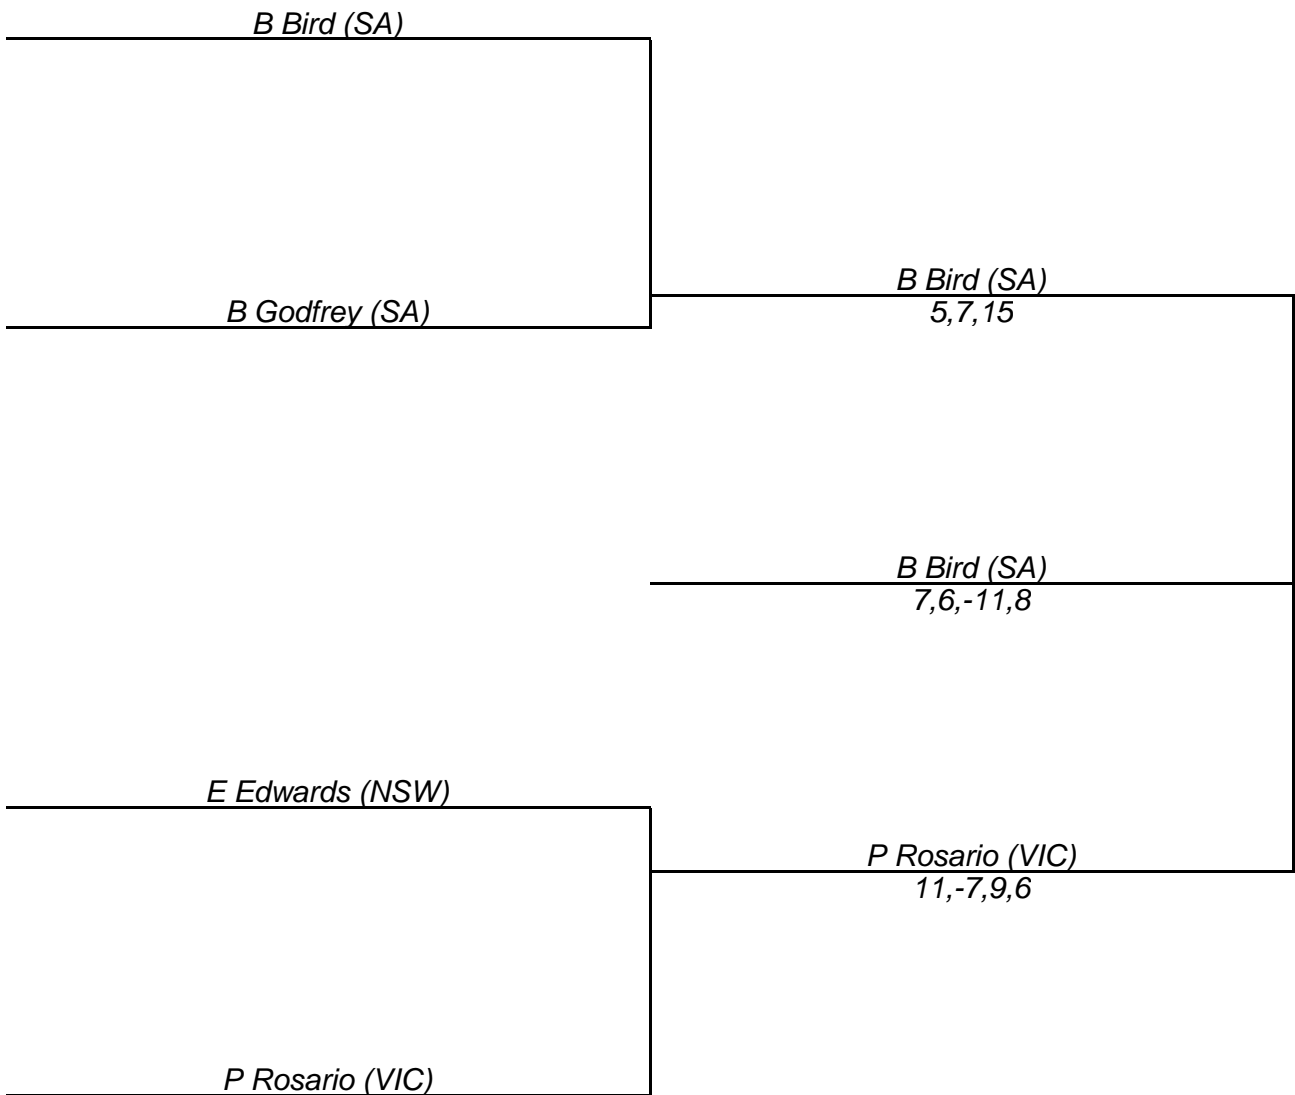 B Bird (SA)
B Bird (SA)
B Godfrey (SA)
5,7,15
B Bird (SA)
7,6,-11,8
E Edwards (NSW)
P Rosario (VIC)
11,-7,9,6
P Rosario (VIC)